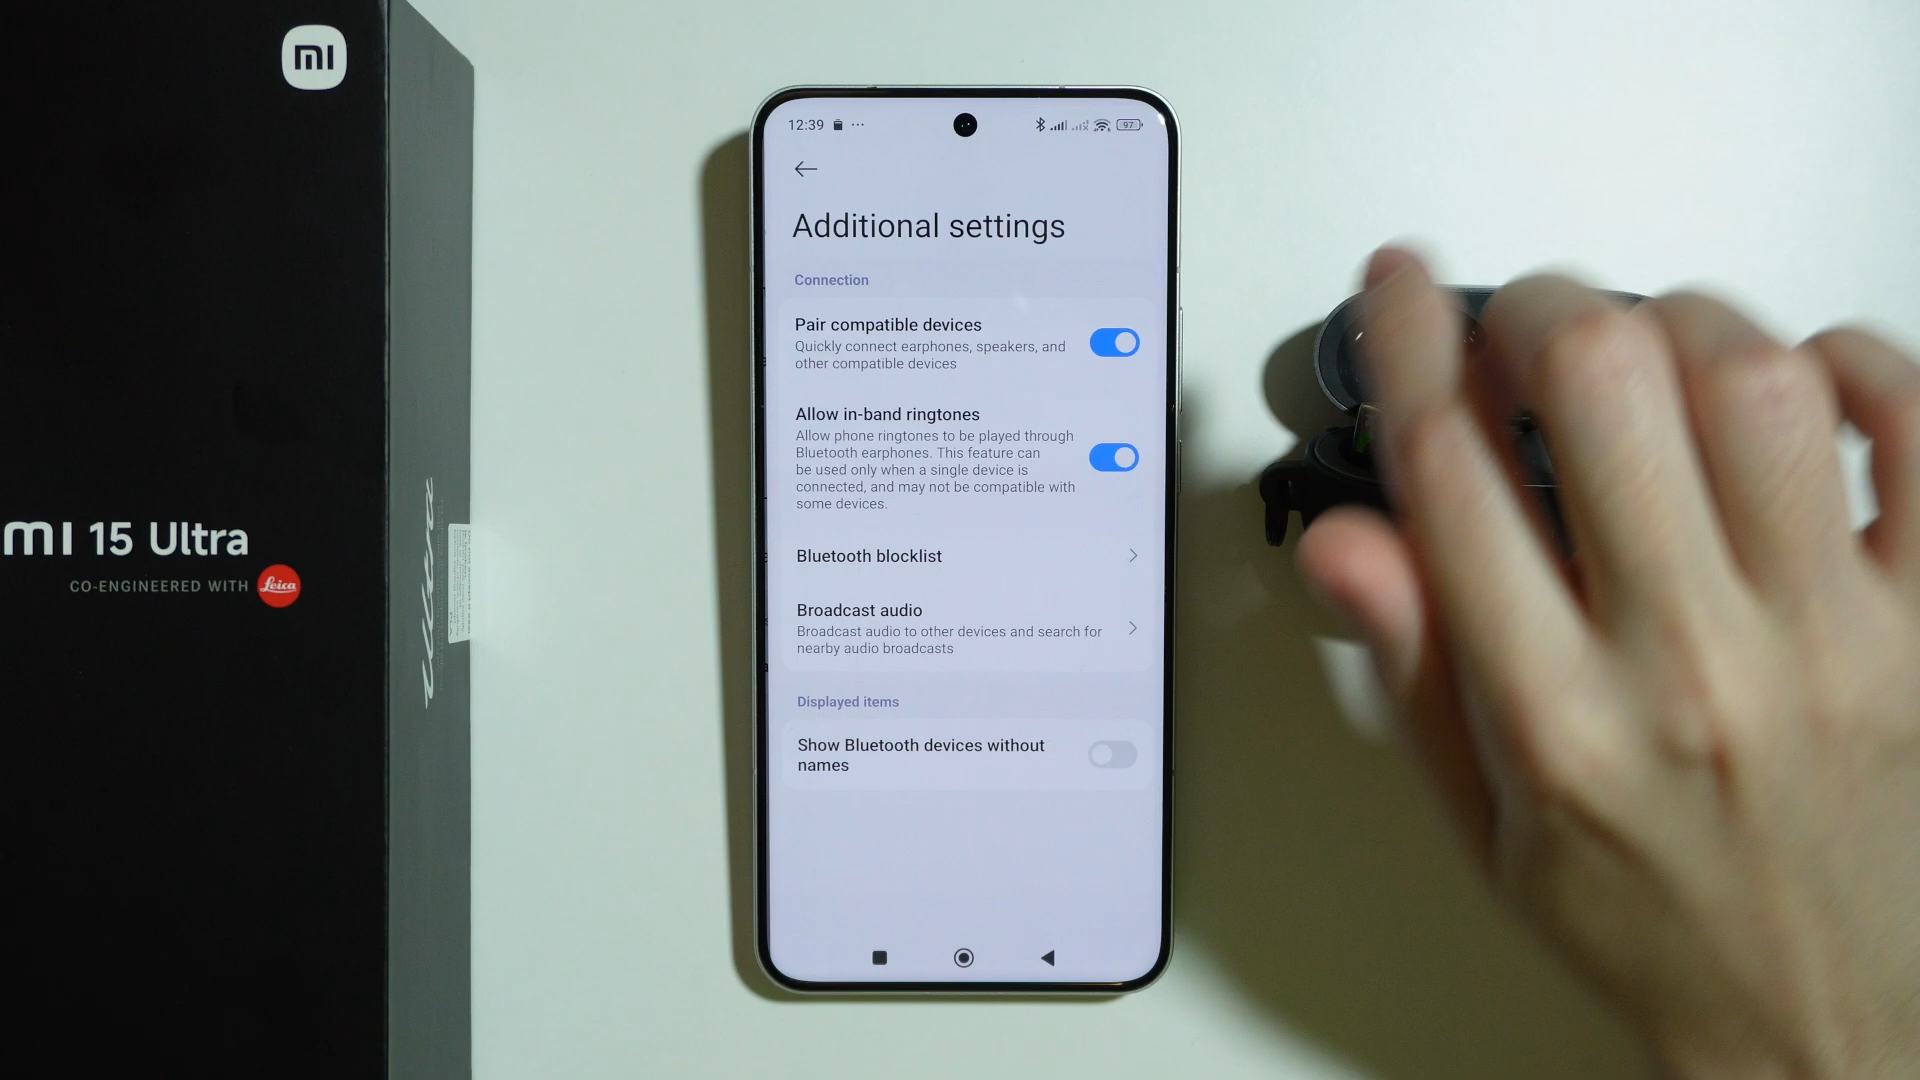 mi
mi 15 Ultra
CO-ENGINEERED WITH Leica
Ultra
12:39 ... 97
Additional settings
Connection
Pair compatible devices
Quickly connect earphones, speakers, and
other compatible devices
Allow in-band ringtones
Allow phone ringtones to be played through
Bluetooth earphones. This feature can
be used only when a single device is
connected, and may not be compatible with
some devices.
Bluetooth blocklist
Broadcast audio
Broadcast audio to other devices and search for
nearby audio broadcasts
Displayed items
Show Bluetooth devices without
names